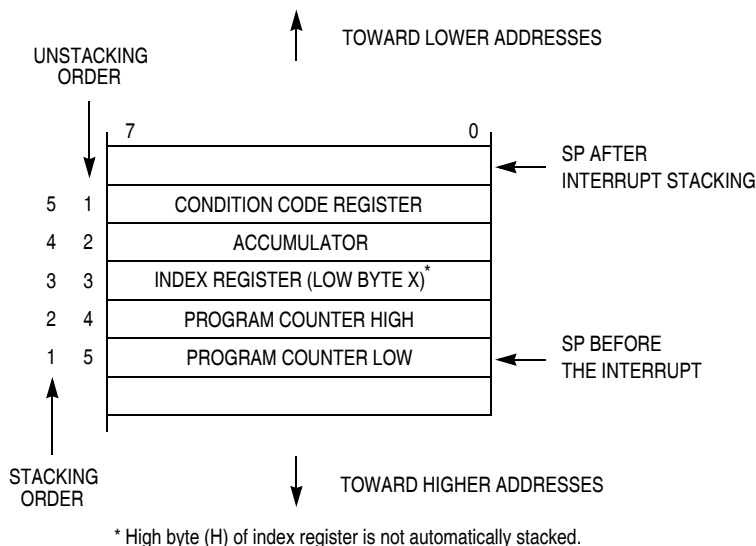 TOWARD LOWER ADDRESSES
UNSTACKING
ORDER
7 0
SP AFTER
INTERRUPT STACKING
5 1 CONDITION CODE REGISTER
4 2 ACCUMULATOR
3 3 INDEX REGISTER (LOW BYTE X)*
2 4 PROGRAM COUNTER HIGH
1 5 PROGRAM COUNTER LOW
SP BEFORE
THE INTERRUPT
STACKING
ORDER
TOWARD HIGHER ADDRESSES
* High byte (H) of index register is not automatically stacked.